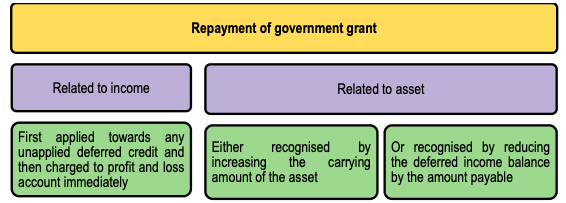 Repayment of government grant
Related to income
Related to asset
First applied towards any
unapplied deferred credit and
then charged to profit and loss
account immediately
Either recognised by
increasing the carrying
amount of the asset
Or recognised by reducing
the deferred income balance
by the amount payable